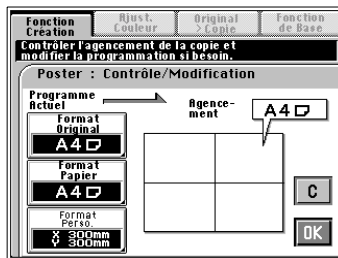 Fonction
Création
Ajust.
Couleur
Original
>Copie
Fonction
de Base
Contrôler l'agencement de la copie et
modifier la programmation si besoin.
Poster : Contrôle/Modification
Programme
Actuel
Agence-
ment
A4
Format
Original
A4
Format
Papier
A4
Format
Perso.
X 300mm
Y 300mm
C
OK